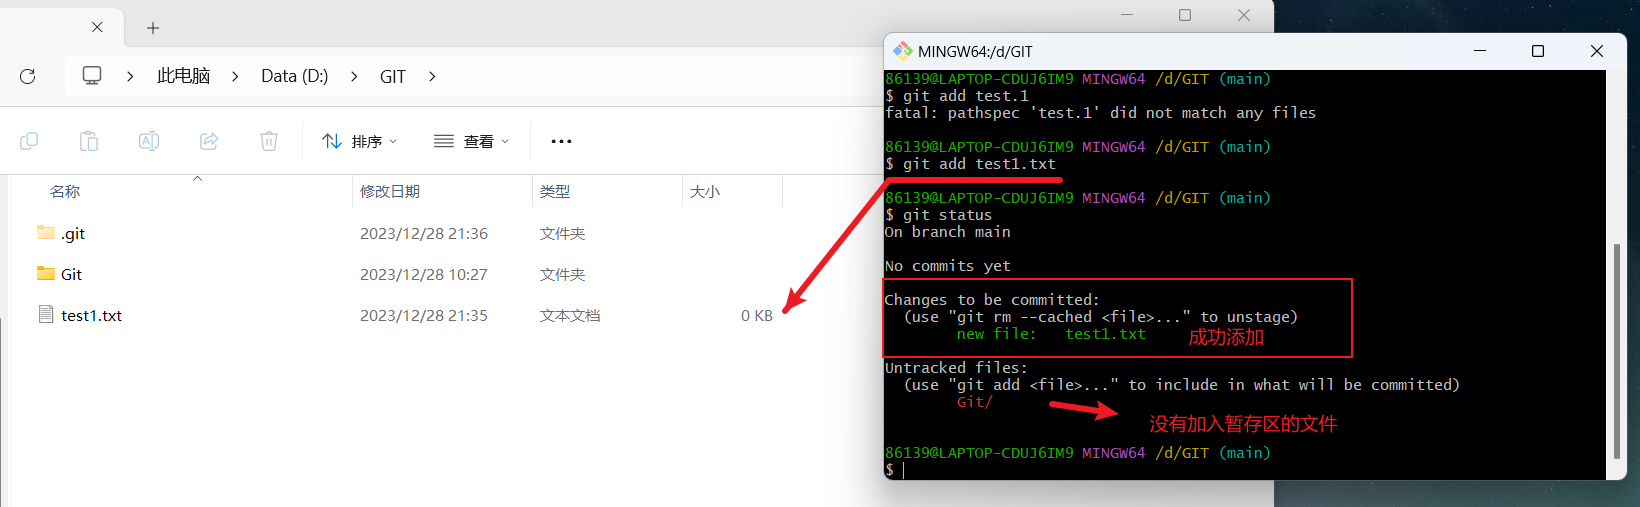 此电脑 > Data (D:) > GIT >
排序 查看 •••
名称 修改日期 类型 大小
.git 2023/12/28 21:36 文件夹
Git 2023/12/28 10:27 文件夹
test1.txt 2023/12/28 21:35 文本文档 0 KB
MINGW64:/d/GIT
86139@LAPTOP-CDUJ6IM9 MINGW64 /d/GIT (main)
$ git add test.1
fatal: pathspec 'test.1' did not match any files
86139@LAPTOP-CDUJ6IM9 MINGW64 /d/GIT (main)
$ git add test1.txt
86139@LAPTOP-CDUJ6IM9 MINGW64 /d/GIT (main)
$ git status
On branch main
No commits yet
Changes to be committed:
(use "git rm --cached <file>..." to unstage)
new file: test1.txt 成功添加
Untracked files:
(use "git add <file>..." to include in what will be committed)
Git/
没有加入暂存区的文件
86139@LAPTOP-CDUJ6IM9 MINGW64 /d/GIT (main)
$